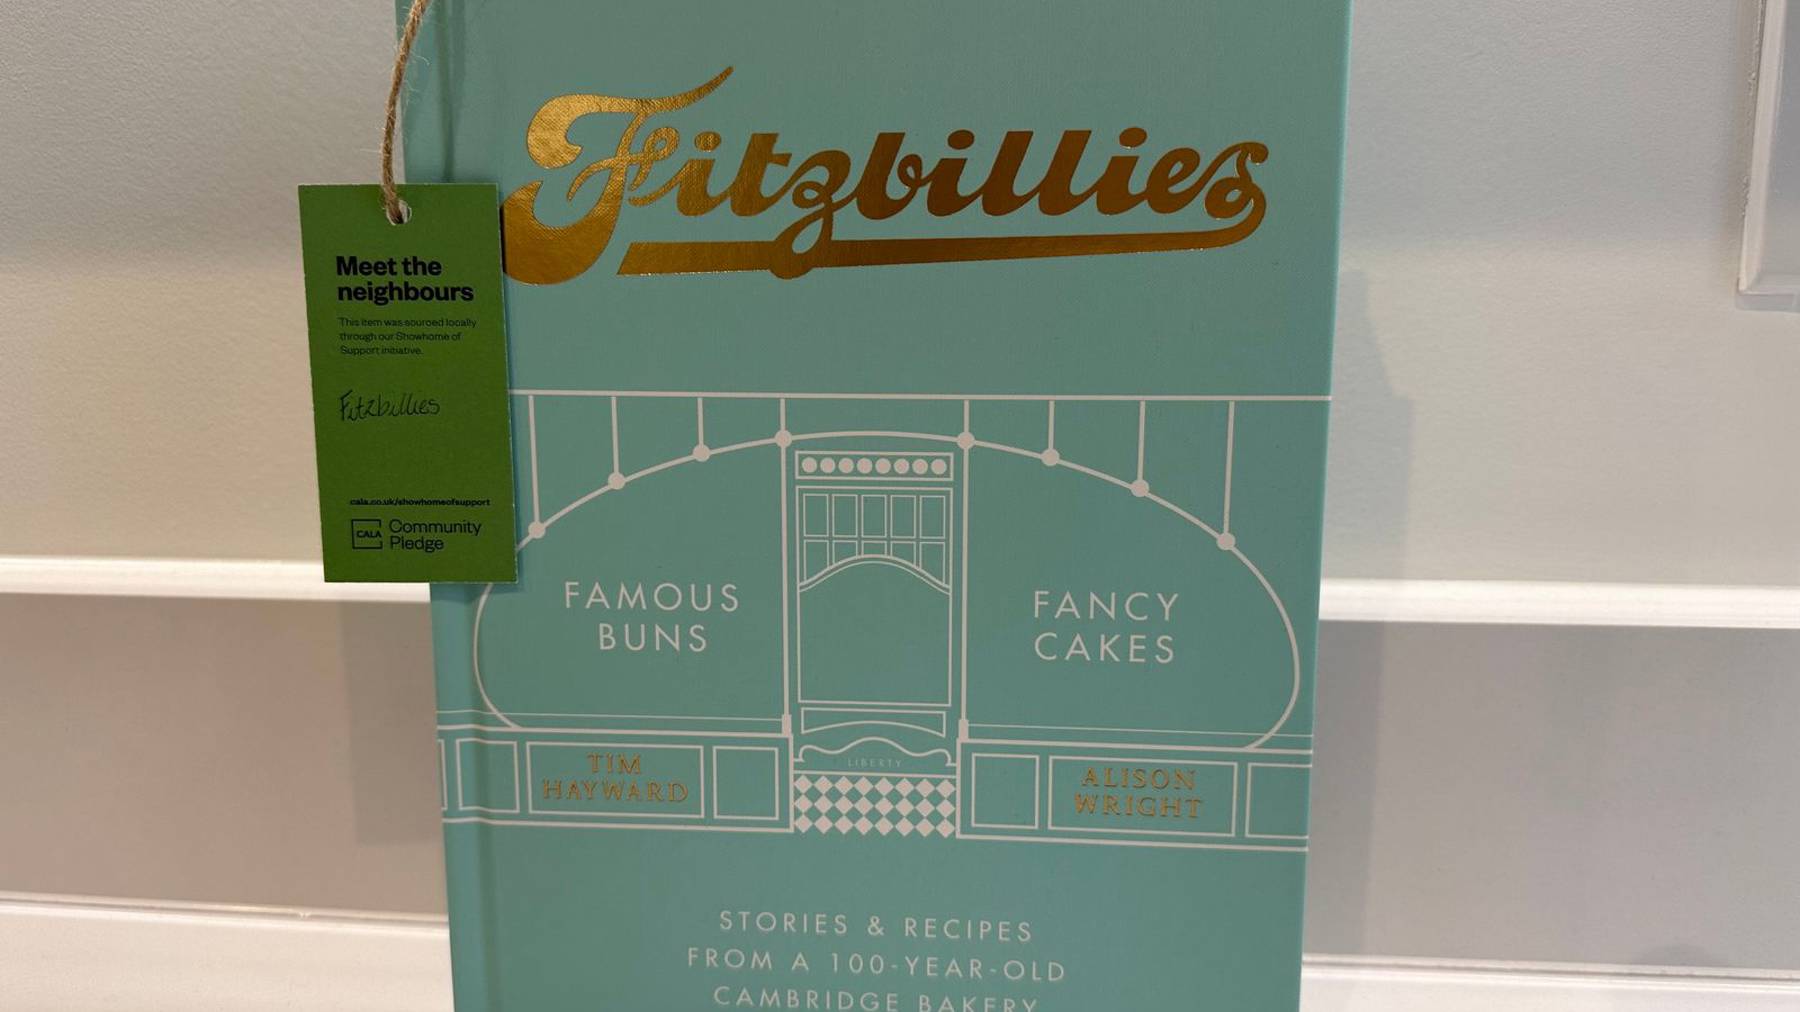 Fitzbillies
Meet the
neighbours
This item was sourced locally
through our Showhome of
Support initiative.
Fitzbillies
cala.co.uk/showhomeofsupport
CALA
Community
Pledge
FAMOUS
BUNS
FANCY
CAKES
LIBERTY
TIM
HAYWARD
ALISON
WRIGHT
STORIES & RECIPES
FROM A 100-YEAR-OLD
CAMBRIDGE BAKERY